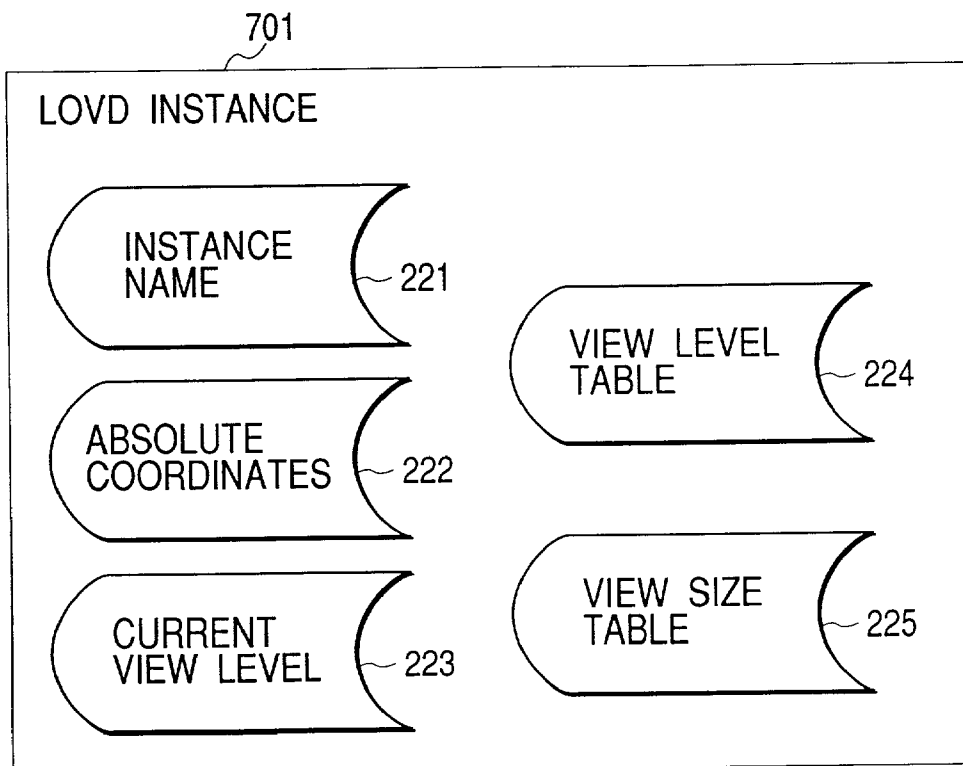 701
LOVD INSTANCE
INSTANCE
NAME
221
ABSOLUTE
COORDINATES
222
CURRENT
VIEW LEVEL
223
VIEW LEVEL
TABLE
224
VIEW SIZE
TABLE
225